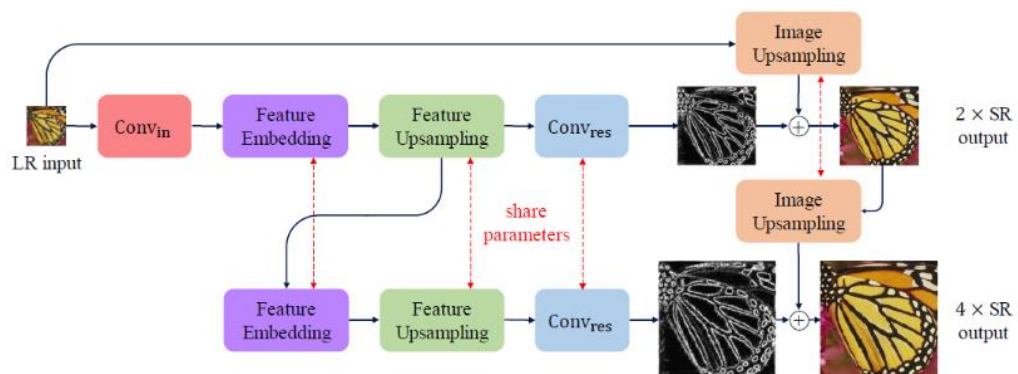 Image
Upsampling
Conv_in
Feature
Embedding
Feature
Upsampling
Conv_res
2 × SR
output
LR input
Image
Upsampling
share
parameters
Feature
Embedding
Feature
Upsampling
Conv_res
4 × SR
output